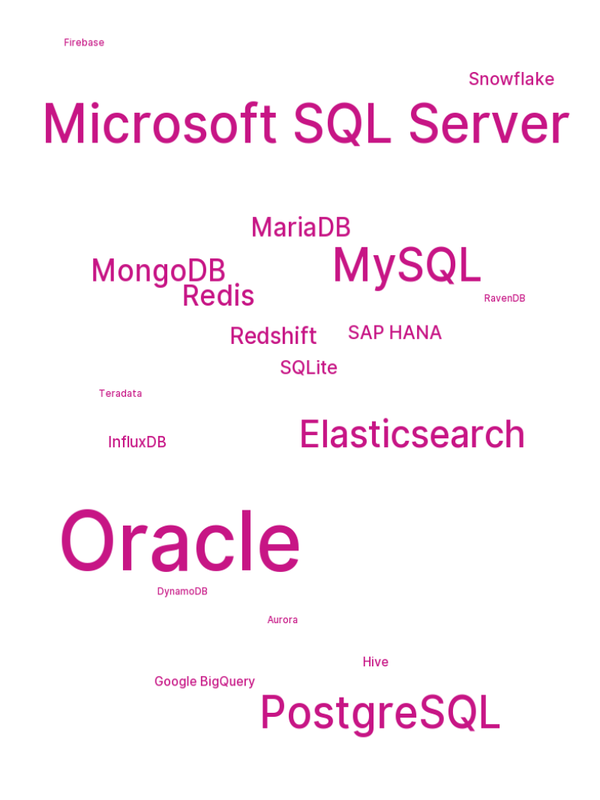 Firebase
Snowflake
Microsoft SQL Server
MariaDB
MySQL
MongoDB
Redis
RavenDB
Redshift
SAP HANA
SQLite
Teradata
InfluxDB
Elasticsearch
Oracle
DynamoDB
Aurora
Hive
Google BigQuery
PostgreSQL